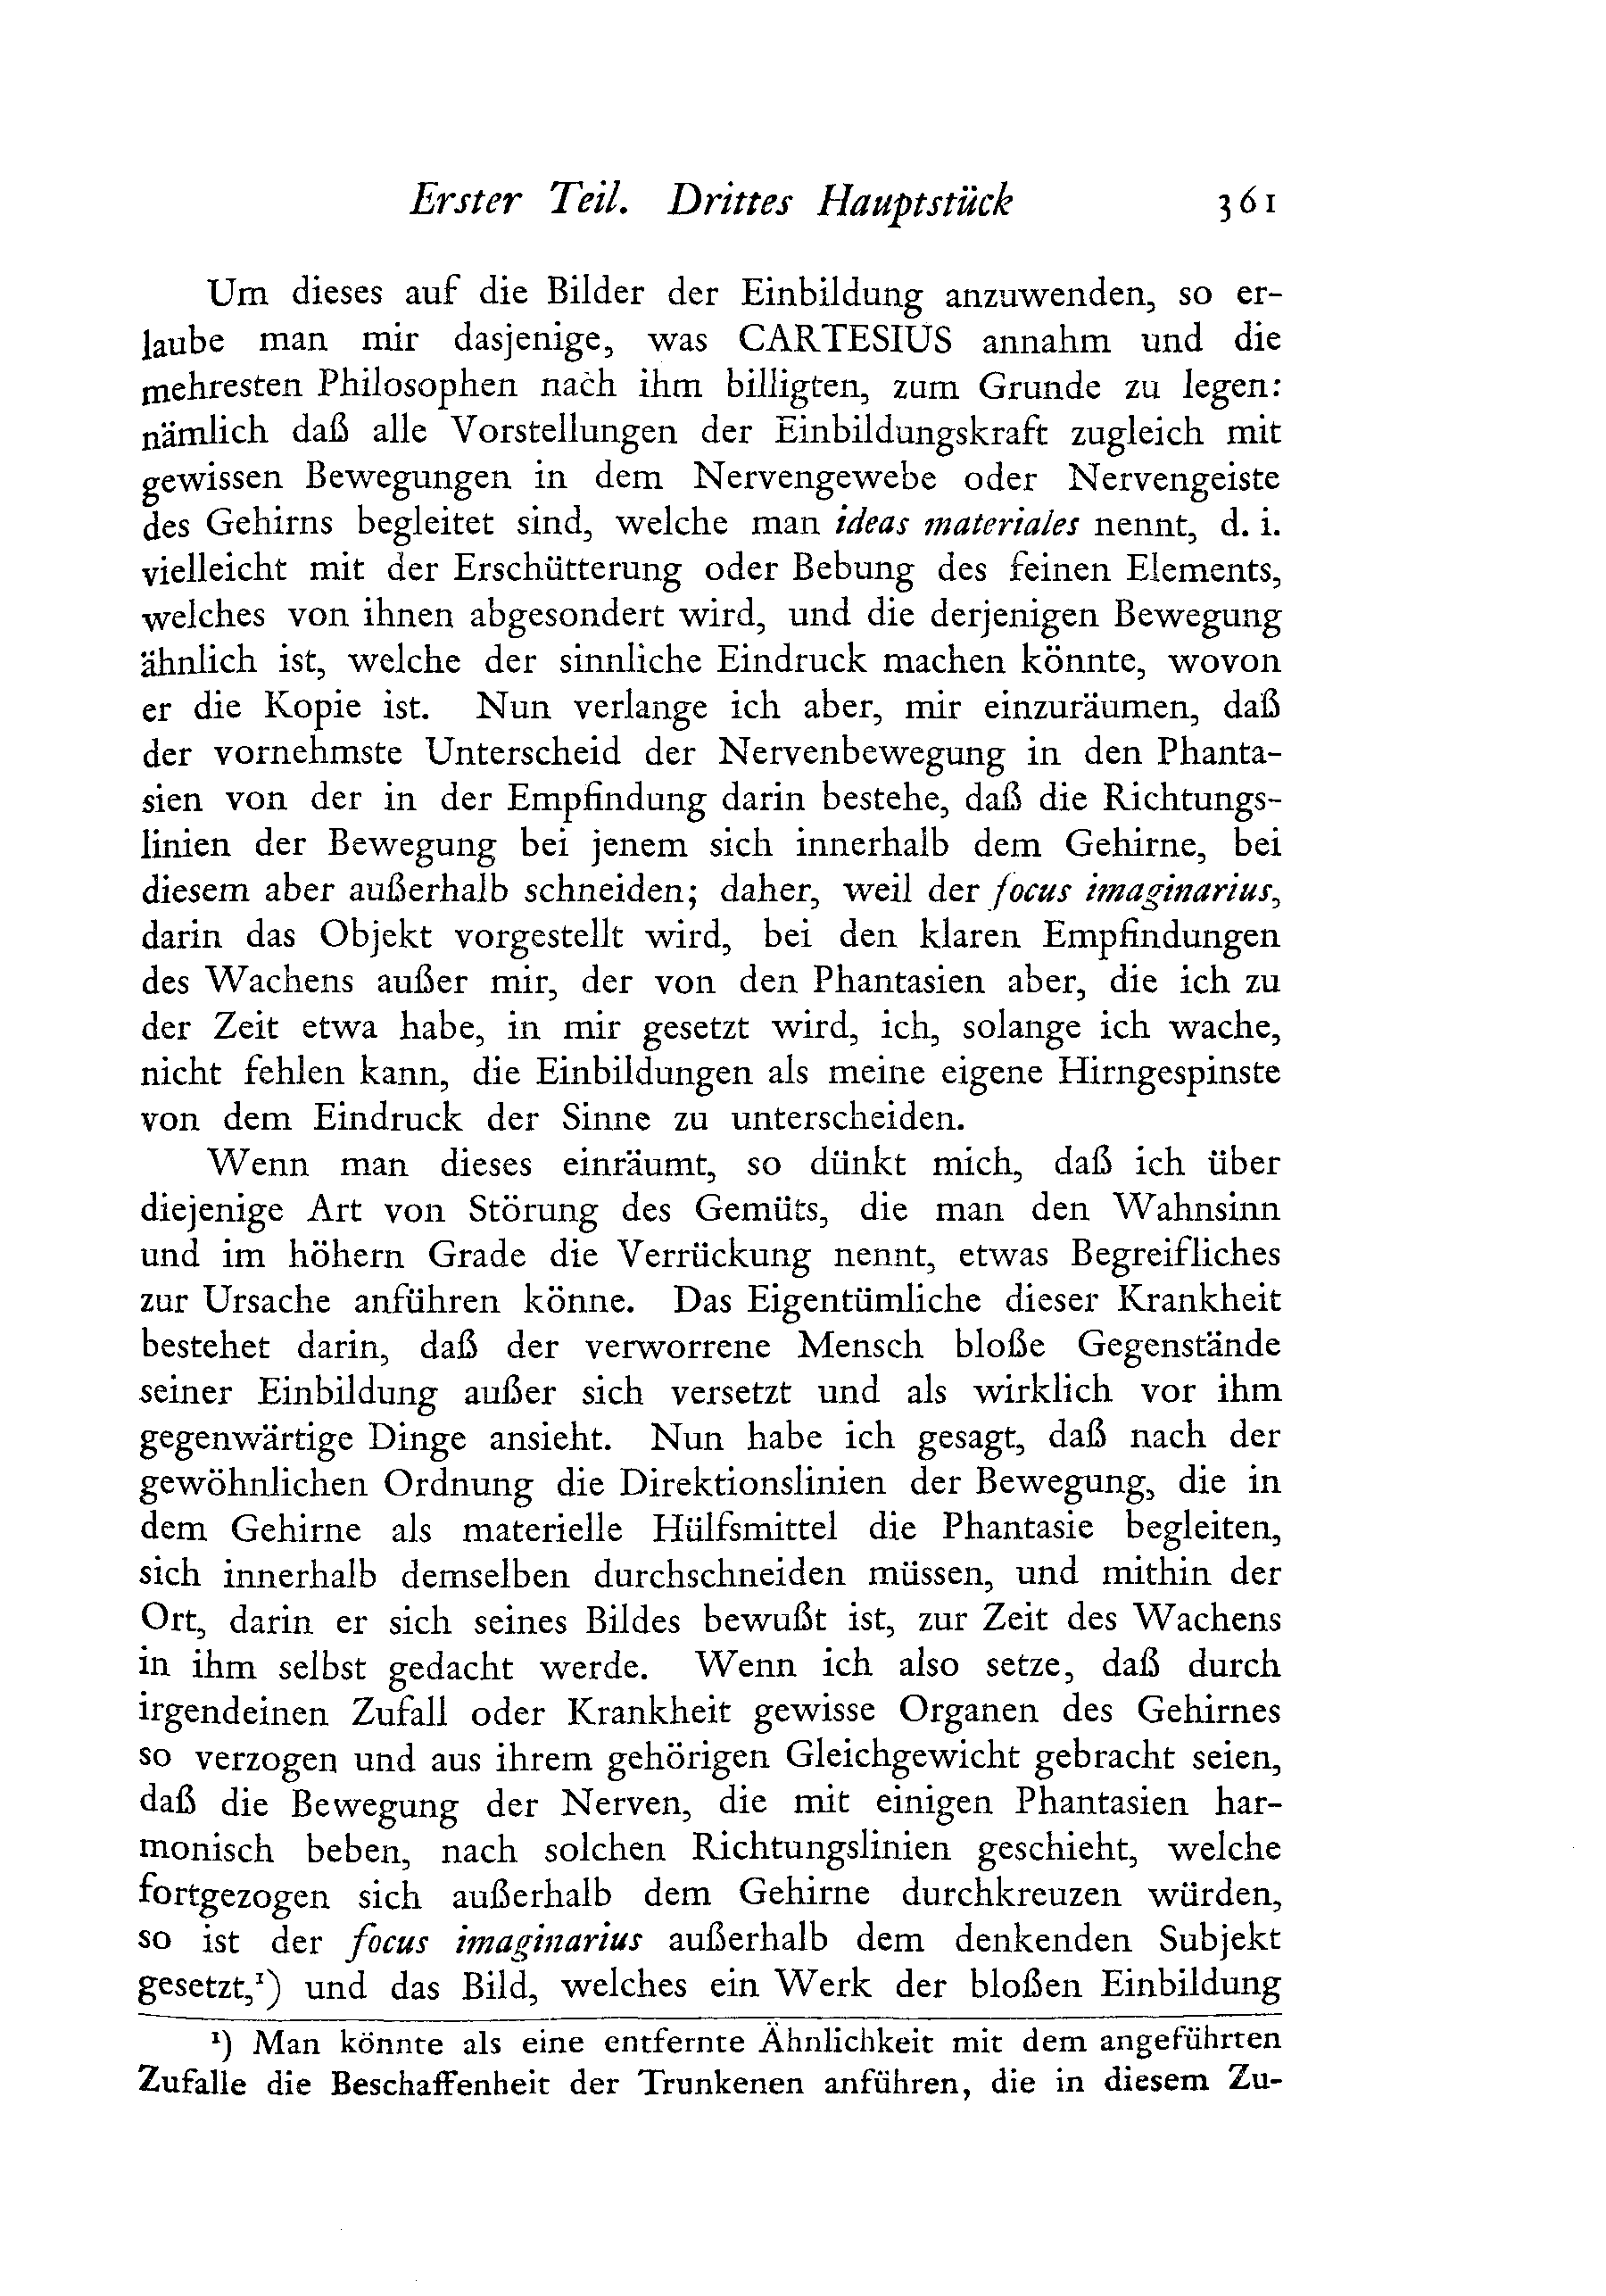 Erster Teil. Drittes Hauptstück 361
Um dieses auf die Bilder der Einbildung anzuwenden, so er-
laube man mir dasjenige, was CARTESIUS annahm und die
mehresten Philosophen nach ihm billigten, zum Grunde zu legen:
nämlich daß alle Vorstellungen der Einbildungskraft zugleich mit
gewissen Bewegungen in dem Nervengewebe oder Nervengeiste
des Gehirns begleitet sind, welche man ideas materiales nennt, d. i.
vielleicht mit der Erschütterung oder Bebung des feinen Elements,
welches von ihnen abgesondert wird, und die derjenigen Bewegung
ähnlich ist, welche der sinnliche Eindruck machen könnte, wovon
er die Kopie ist. Nun verlange ich aber, mir einzuräumen, daß
der vornehmste Unterscheid der Nervenbewegung in den Phanta-
sien von der in der Empfindung darin bestehe, daß die Richtungs-
linien der Bewegung bei jenem sich innerhalb dem Gehirne, bei
diesem aber außerhalb schneiden; daher, weil der focus imaginarius,
darin das Objekt vorgestellt wird, bei den klaren Empfindungen
des Wachens außer mir, der von den Phantasien aber, die ich zu
der Zeit etwa habe, in mir gesetzt wird, ich, solange ich wache,
nicht fehlen kann, die Einbildungen als meine eigene Hirngespinste
von dem Eindruck der Sinne zu unterscheiden.
Wenn man dieses einräumt, so dünkt mich, daß ich über
diejenige Art von Störung des Gemüts, die man den Wahnsinn
und im höhern Grade die Verrückung nennt, etwas Begreifliches
zur Ursache anführen könne. Das Eigentümliche dieser Krankheit
bestehet darin, daß der verworrene Mensch bloße Gegenstände
seiner Einbildung außer sich versetzt und als wirklich vor ihm
gegenwärtige Dinge ansieht. Nun habe ich gesagt, daß nach der
gewöhnlichen Ordnung die Direktionslinien der Bewegung, die in
dem Gehirne als materielle Hülfsmittel die Phantasie begleiten,
sich innerhalb demselben durchschneiden müssen, und mithin der
Ort, darin er sich seines Bildes bewußt ist, zur Zeit des Wachens
in ihm selbst gedacht werde. Wenn ich also setze, daß durch
irgendeinen Zufall oder Krankheit gewisse Organen des Gehirnes
so verzogen und aus ihrem gehörigen Gleichgewicht gebracht seien,
daß die Bewegung der Nerven, die mit einigen Phantasien har-
monisch beben, nach solchen Richtungslinien geschieht, welche
fortgezogen sich außerhalb dem Gehirne durchkreuzen würden,
so ist der focus imaginarius außerhalb dem denkenden Subjekt
gesetzt,¹) und das Bild, welches ein Werk der bloßen Einbildung
¹) Man könnte als eine entfernte Ähnlichkeit mit dem angeführten
Zufalle die Beschaffenheit der Trunkenen anführen, die in diesem Zu-